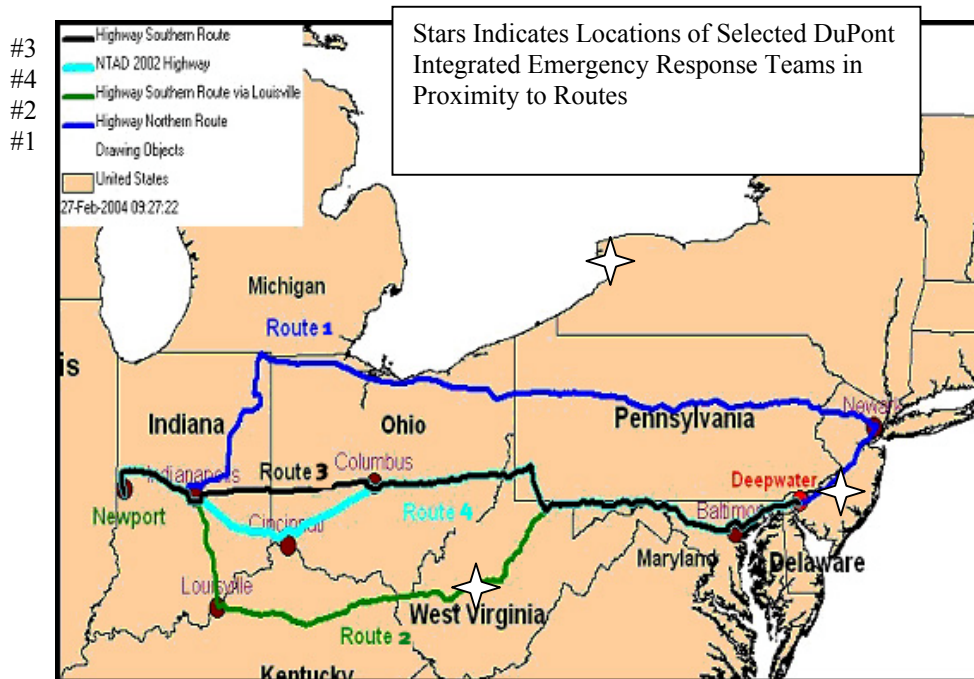 #3
#4
#2
#1
Highway Southern Route
NTAD 2002 Highway
Highway Southern Route via Louisville
Highway Northern Route
Drawing Objects
United States
27-Feb-2004 09:27:22
Stars Indicates Locations of Selected DuPont
Integrated Emergency Response Teams in
Proximity to Routes
Michigan
Route 1
is
Indiana
Ohio
Pennsylvania
Newark
Indianapolis
Route 3
Columbus
Deepwater
Newport
Route 4
Cincinnati
Baltimor
Maryland
Delaware
Louisville
West Virginia
Route 2
Kentucky